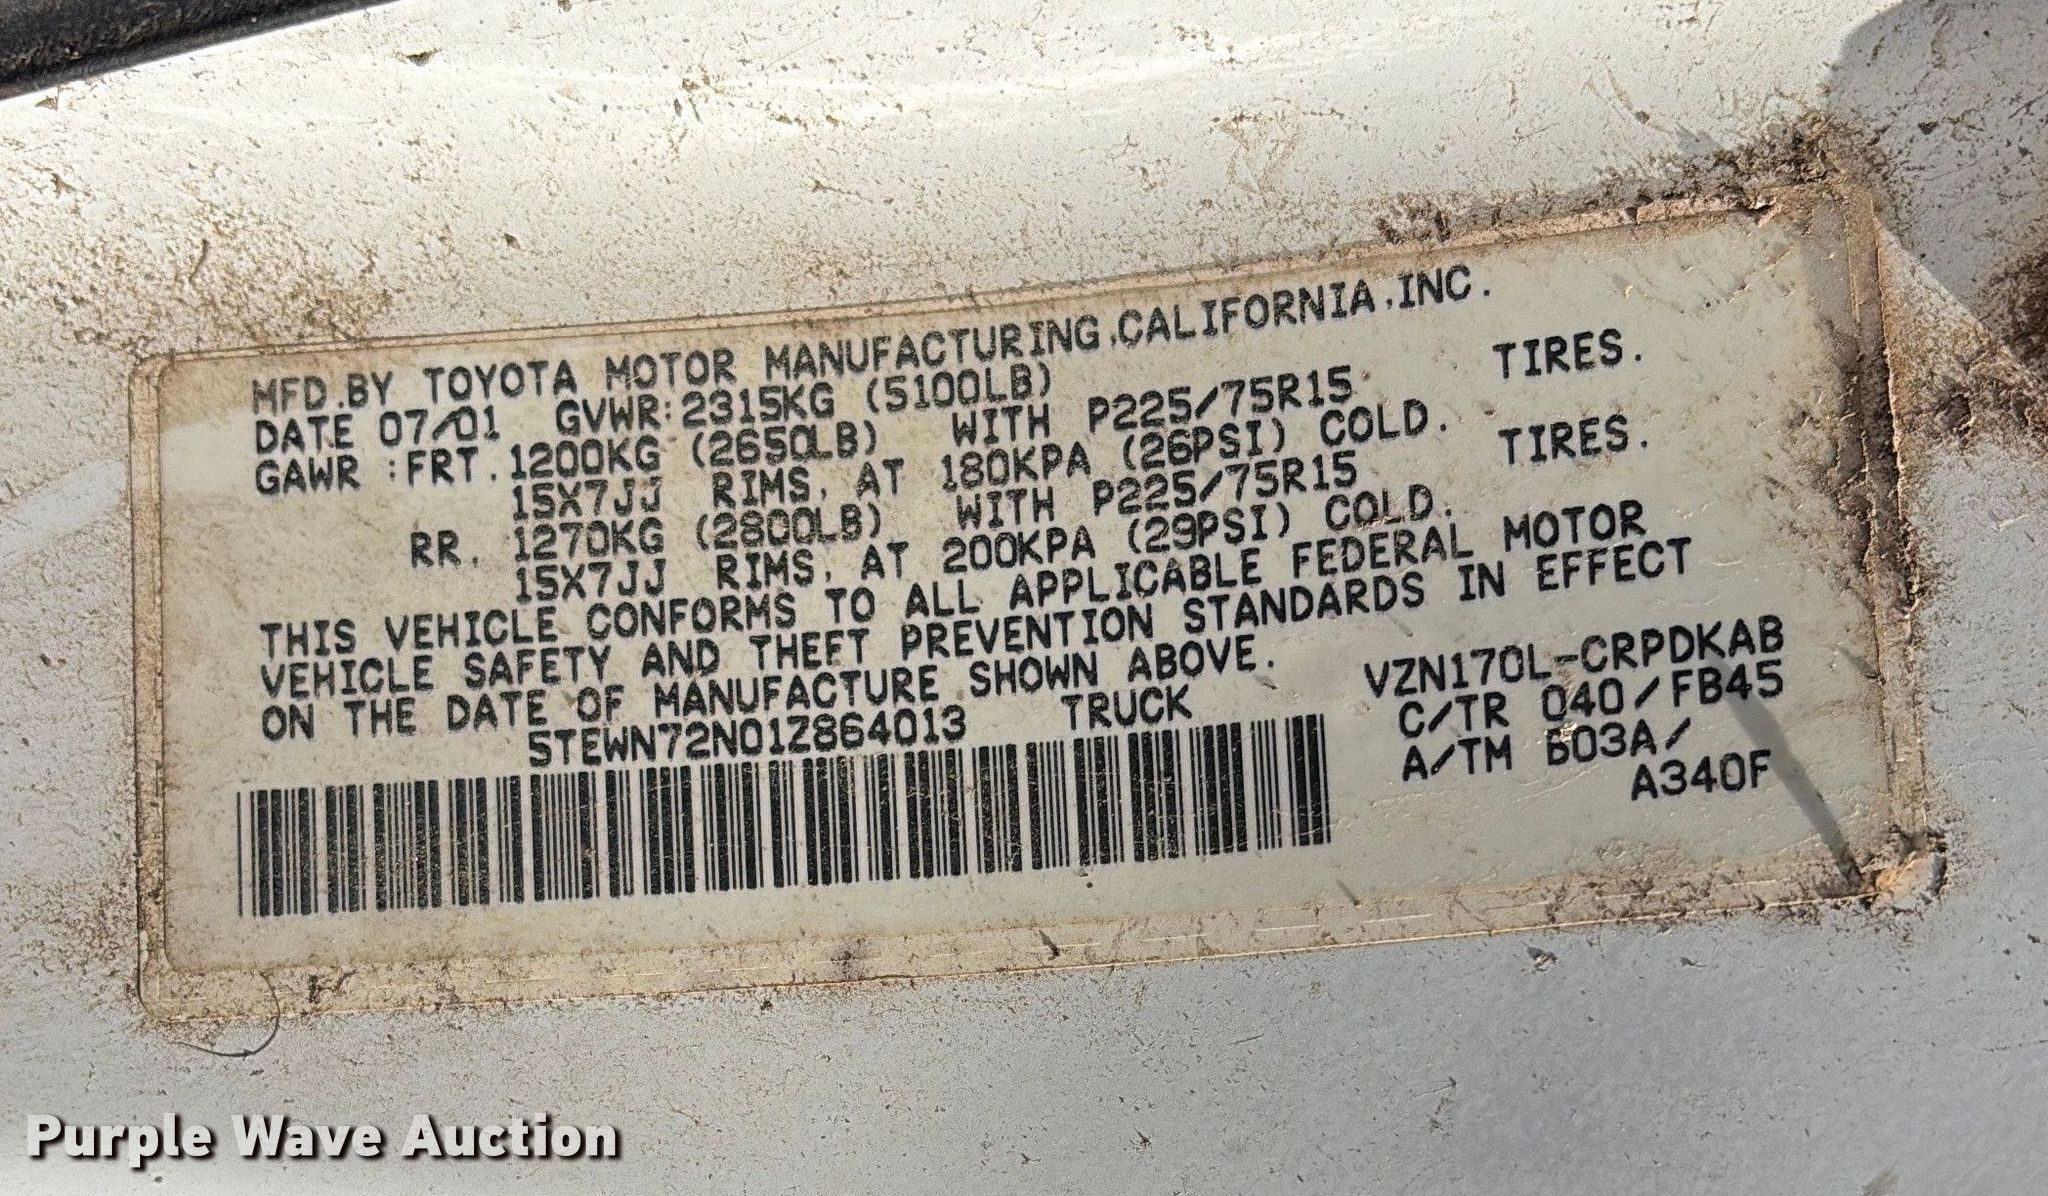 MFD.BY TOYOTA MOTOR MANUFACTURING,CALIFORNIA,INC.
DATE 07/01 GVWR:2315KG (5100LB)
GAWR :FRT. 1200KG (2650LB) WITH P225/75R15 TIRES.
15X7JJ RIMS, AT 180KPA (26PSI) COLD.
RR. 1270KG (2800LB) WITH P225/75R15 TIRES.
15X7JJ RIMS, AT 200KPA (29PSI) COLD.
THIS VEHICLE CONFORMS TO ALL APPLICABLE FEDERAL MOTOR
VEHICLE SAFETY AND THEFT PREVENTION STANDARDS IN EFFECT
ON THE DATE OF MANUFACTURE SHOWN ABOVE.
5TEWN72N01Z864013 TRUCK
VZN170L-CRPDKAB
C/TR 040/FB45
A/TM B03A/
A340F
Purple Wave Auction